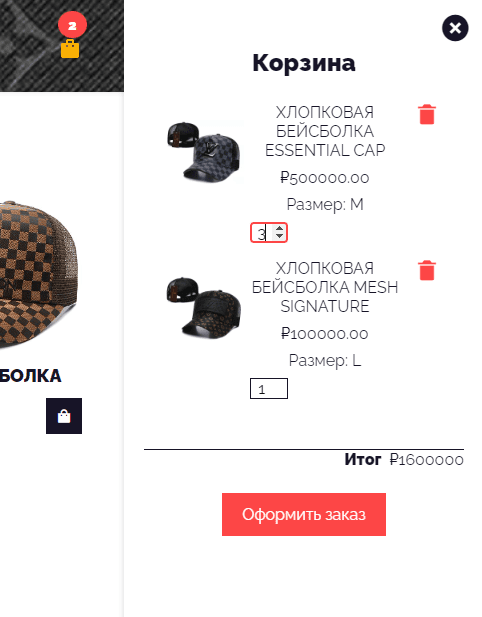 2
Корзина
ХЛОПКОВАЯ
БЕЙСБОЛКА
ESSENTIAL CAP
₽500000.00
Размер: M
3
ХЛОПКОВАЯ
БЕЙСБОЛКА MESH
SIGNATURE
₽100000.00
Размер: L
1
БОЛКА
Итог ₽1600000
Оформить заказ